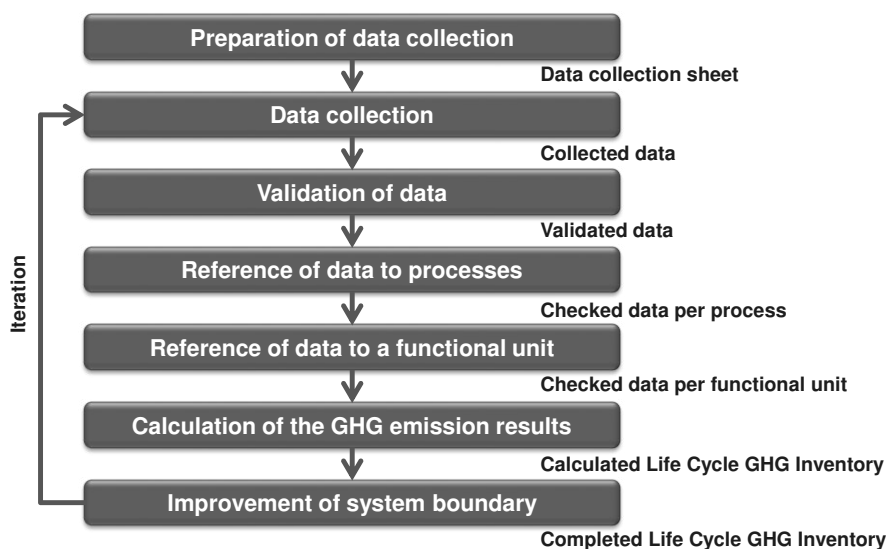 Preparation of data collection
Data collection sheet
Data collection
Collected data
Validation of data
Validated data
Reference of data to processes
Checked data per process
Reference of data to a functional unit
Checked data per functional unit
Calculation of the GHG emission results
Calculated Life Cycle GHG Inventory
Improvement of system boundary
Completed Life Cycle GHG Inventory
Iteration